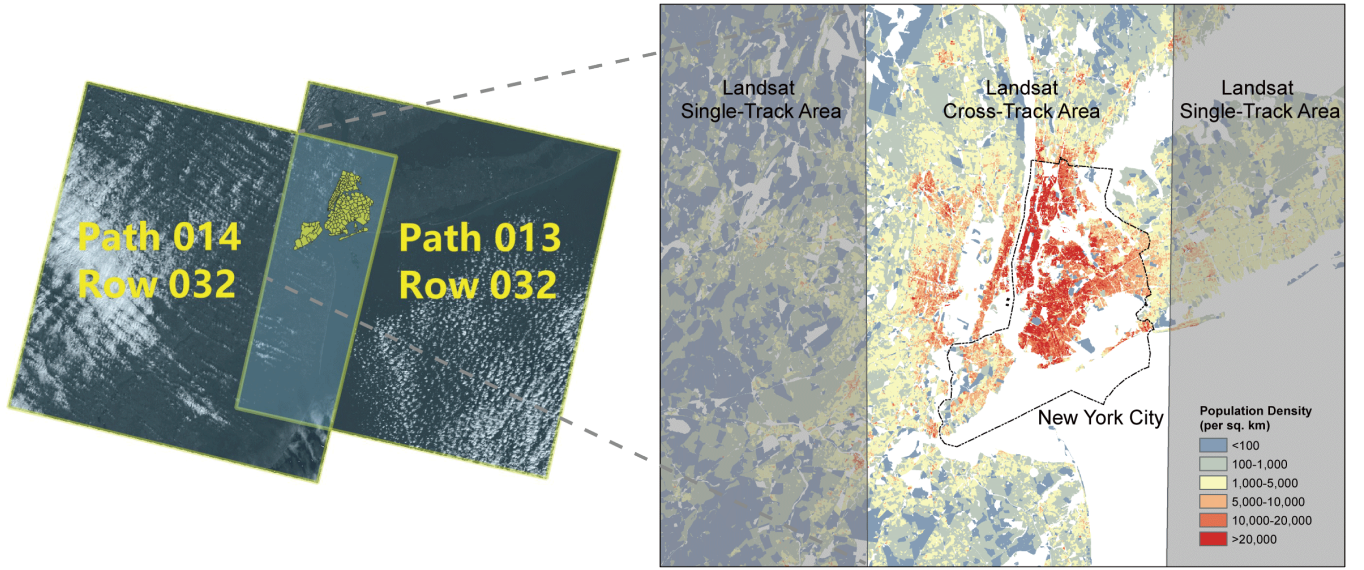 Path 014
Row 032
Path 013
Row 032
Landsat
Single-Track Area
Landsat
Cross-Track Area
Landsat
Single-Track Area
New York City
Population Density
(per sq. km)
<100
100-1,000
1,000-5,000
5,000-10,000
10,000-20,000
>20,000